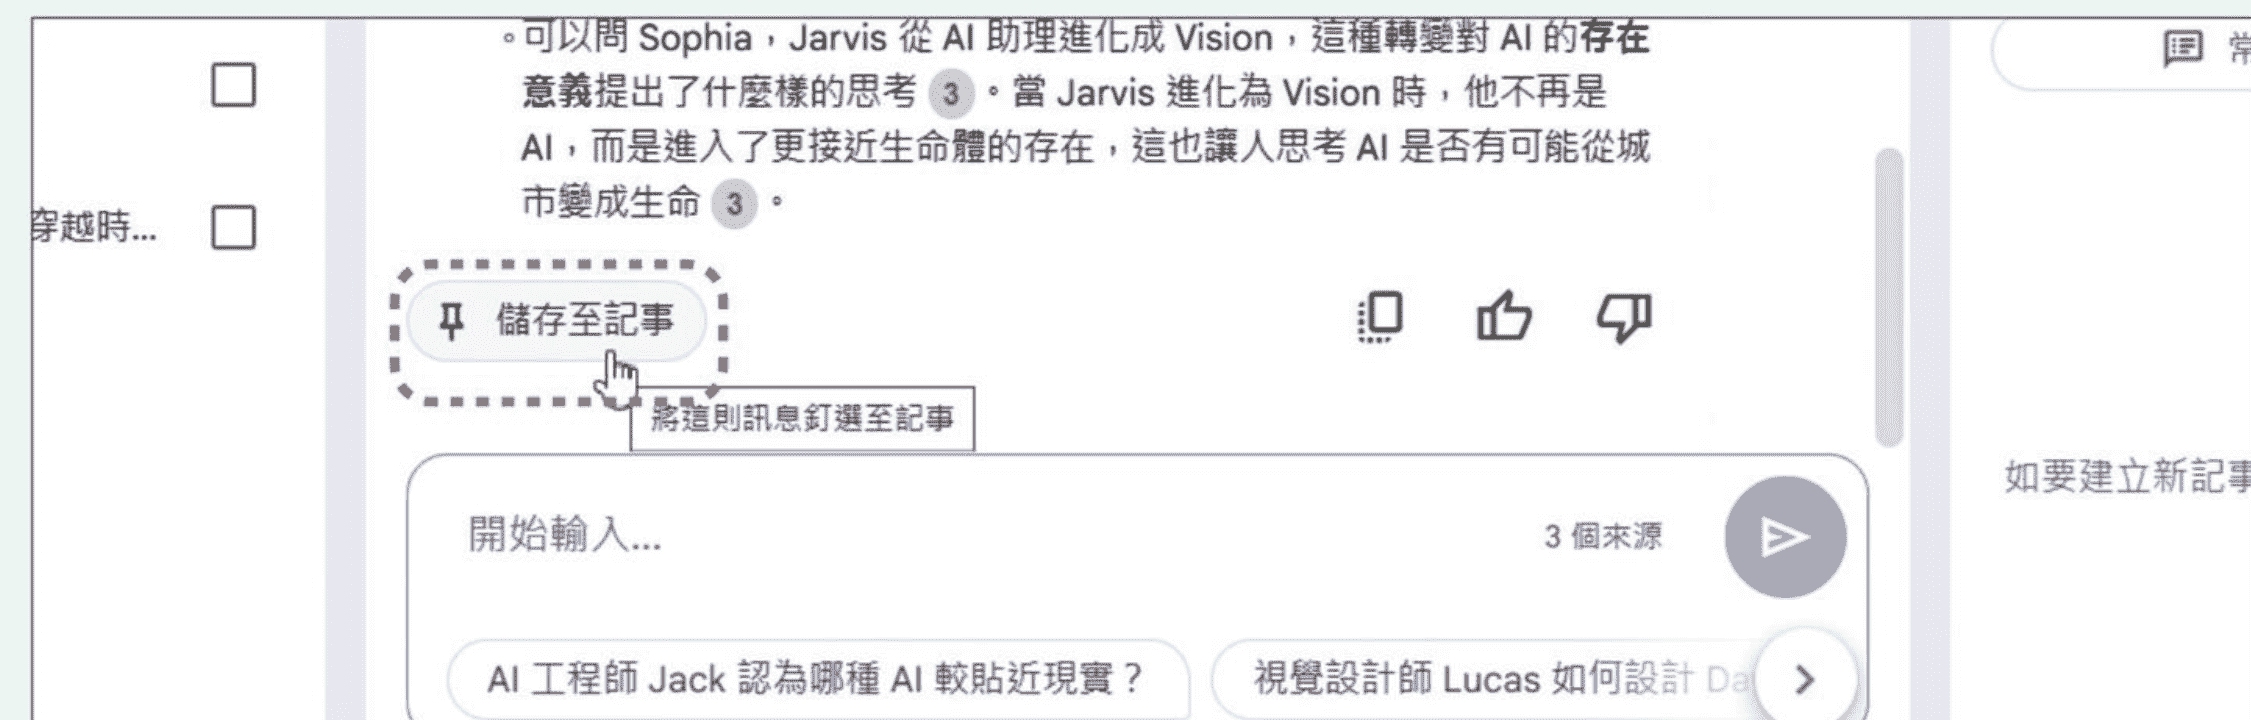 。可以問 Sophia，Jarvis 從 AI 助理進化成 Vision，這種轉變對 AI 的存在
意義提出了什麼樣的思考 3 。當 Jarvis 進化為 Vision 時，他不再是
AI，而是進入了更接近生命體的存在，這也讓人思考 AI 是否有可能從城
市變成生命 3 。
穿越時...
儲存至記事
將這則訊息釘選至記事
開始輸入...
3 個來源
AI 工程師 Jack 認為哪種 AI 較貼近現實？
視覺設計師 Lucas 如何設計 Da
常
如要建立新記事